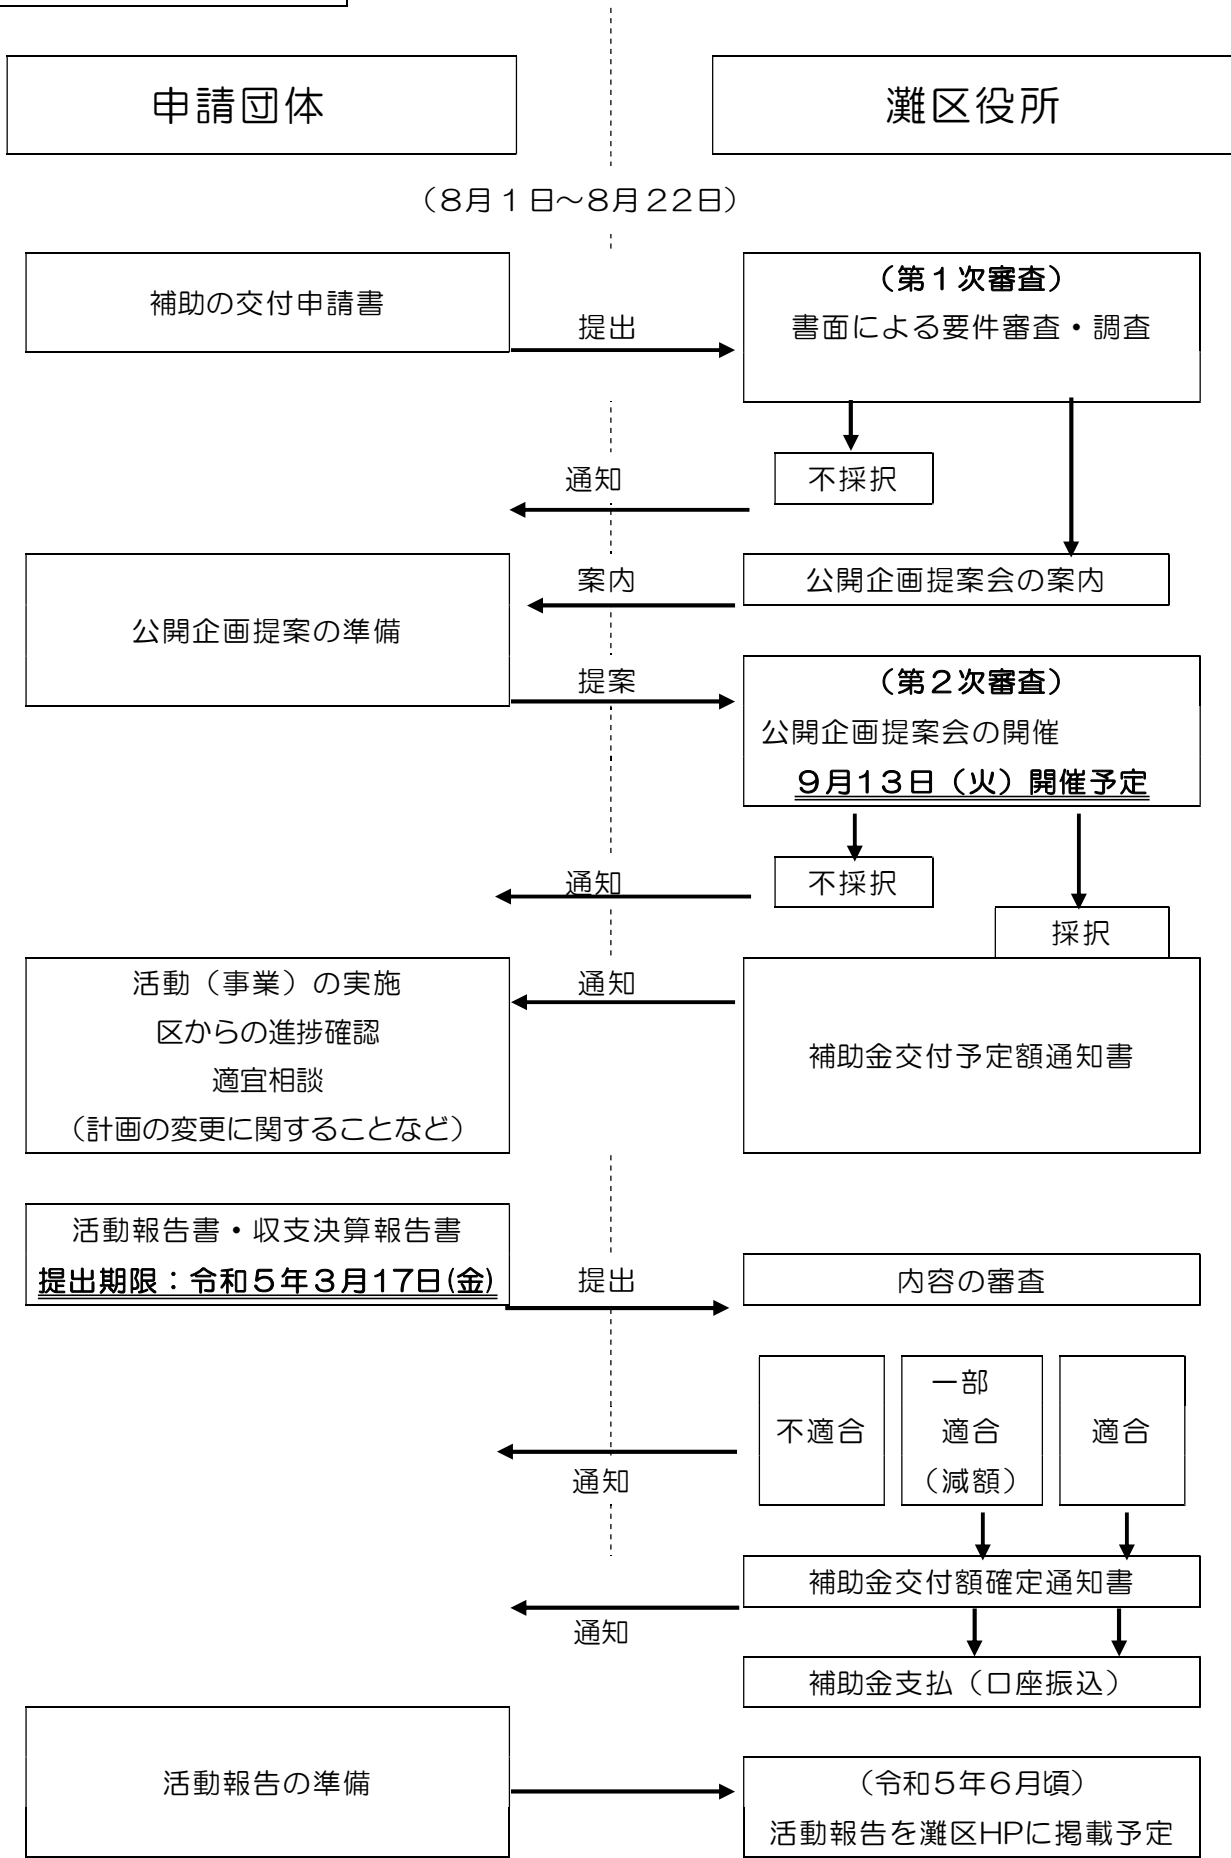 申請団体
灘区役所
（８月１日～８月２２日）
補助の交付申請書
提出
（第１次審査）
書面による要件審査・調査
通知
不採択
案内
公開企画提案会の案内
公開企画提案の準備
提案
（第２次審査）
公開企画提案会の開催
９月１３日（火）開催予定
通知
不採択
採択
活動（事業）の実施
区からの進捗確認
適宜相談
（計画の変更に関することなど）
通知
補助金交付予定額通知書
活動報告書・収支決算報告書
提出期限：令和５年３月１７日(金)
提出
内容の審査
不適合
一部
適合
（減額）
適合
通知
補助金交付額確定通知書
通知
補助金支払（口座振込）
活動報告の準備
（令和５年６月頃）
活動報告を灘区HPに掲載予定